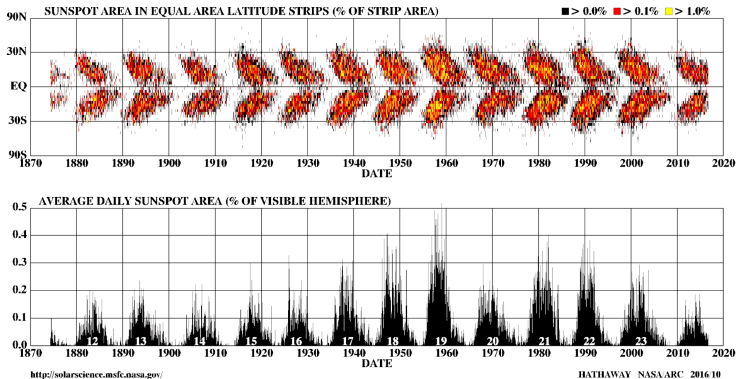 SUNSPOT AREA IN EQUAL AREA LATITUDE STRIPS (% OF STRIP AREA) > 0.0% > 0.1% > 1.0%
90N
30N
EQ
30S
90S
1870 1880 1890 1900 1910 1920 1930 1940 1950 1960 1970 1980 1990 2000 2010 2020
DATE
AVERAGE DAILY SUNSPOT AREA (% OF VISIBLE HEMISPHERE)
0.5
0.4
0.3
0.2
0.1
0.0
12 13 14 15 16 17 18 19 20 21 22 23
1870 1880 1890 1900 1910 1920 1930 1940 1950 1960 1970 1980 1990 2000 2010 2020
DATE
http://solarscience.msfc.nasa.gov/ HATHAWAY NASA/ARC 2016/10